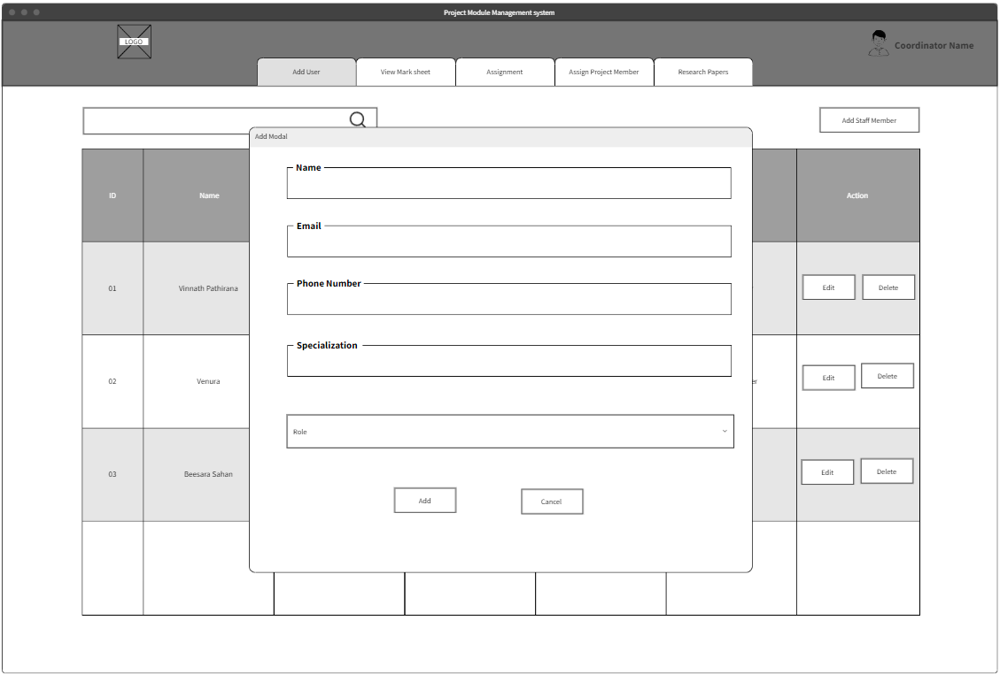 Project Module Management system
LOGO
Coordinator Name
Add User
View Mark sheet
Assignment
Assign Project Member
Research Papers
Add Staff Member
Add Modal
ID
Name
Action
Name
Email
Phone Number
Specialization
Role
Add
Cancel
01
Vinnath Pathirana
Edit
Delete
02
Venura
er
Edit
Delete
03
Beesara Sahan
Edit
Delete